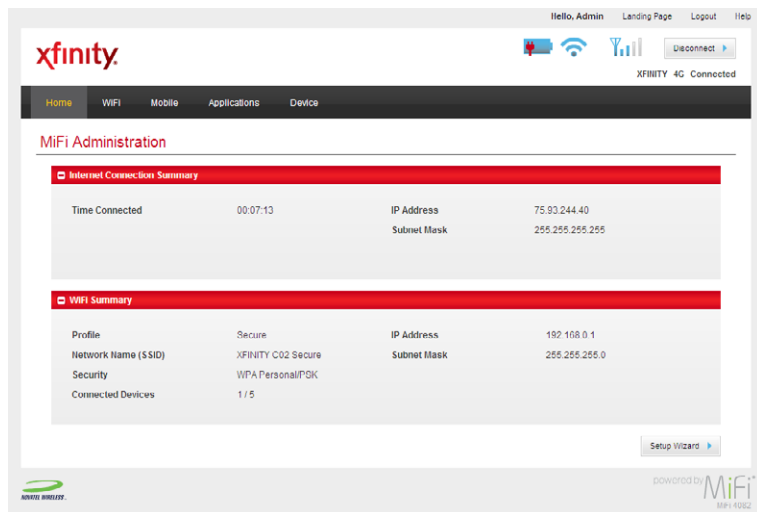 Hello, Admin Landing Page Logout Help
xfinity.
Disconnect
XFINITY 4G Connected
Home WiFi Mobile Applications Device
MiFi Administration
Internet Connection Summary
Time Connected 00:07:13 IP Address 75.93.244.40
Subnet Mask 255.255.255.255
WiFi Summary
Profile Secure IP Address 192.168.0.1
Network Name (SSID) XFINITY C02 Secure Subnet Mask 255.255.255.0
Security WPA Personal/PSK
Connected Devices 1 / 5
Setup Wizard
powered by MiFi
NOVATEL WIRELESS.
MiFi 4082